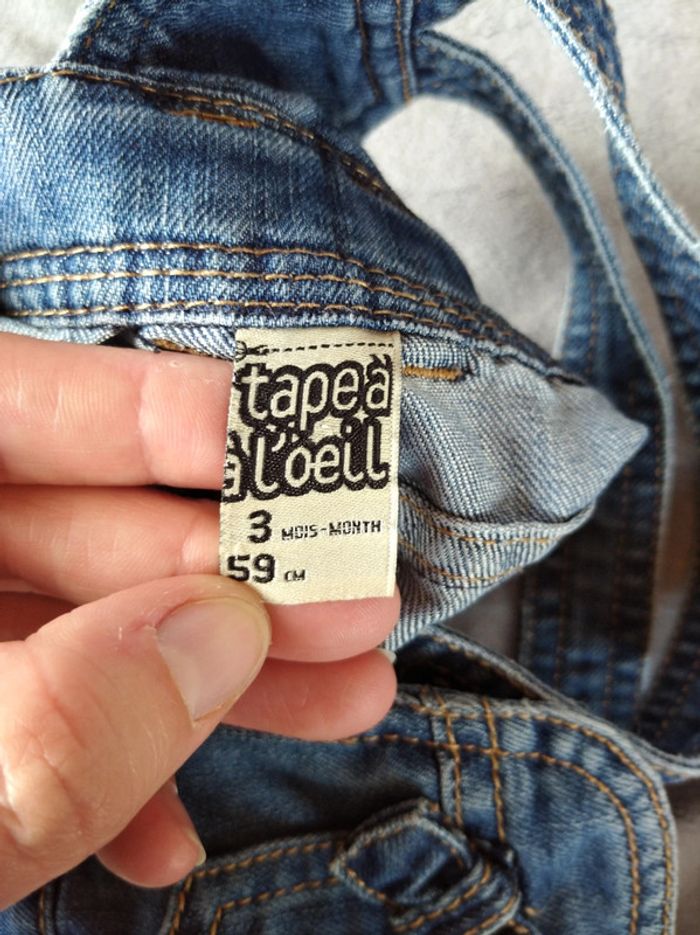 tape à
à l'oeil
3 MOIS-MONTH
59 CM